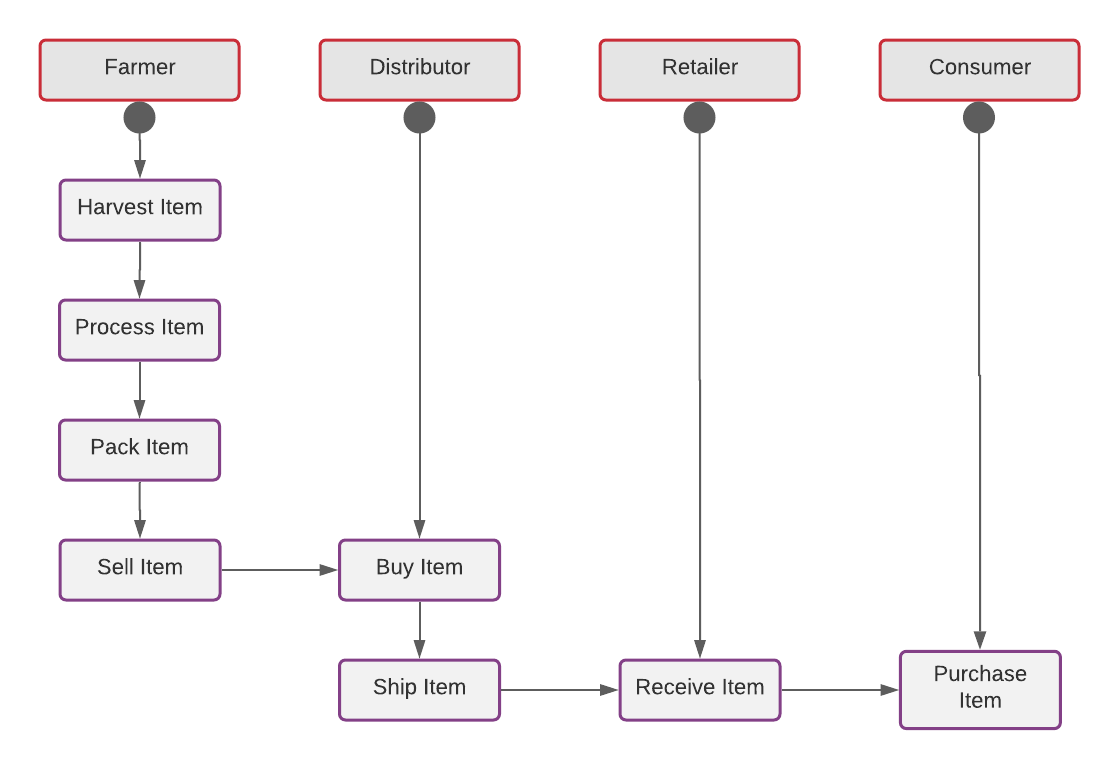 Farmer
Distributor
Retailer
Consumer
Harvest Item
Process Item
Pack Item
Sell Item
Buy Item
Ship Item
Receive Item
Purchase
Item